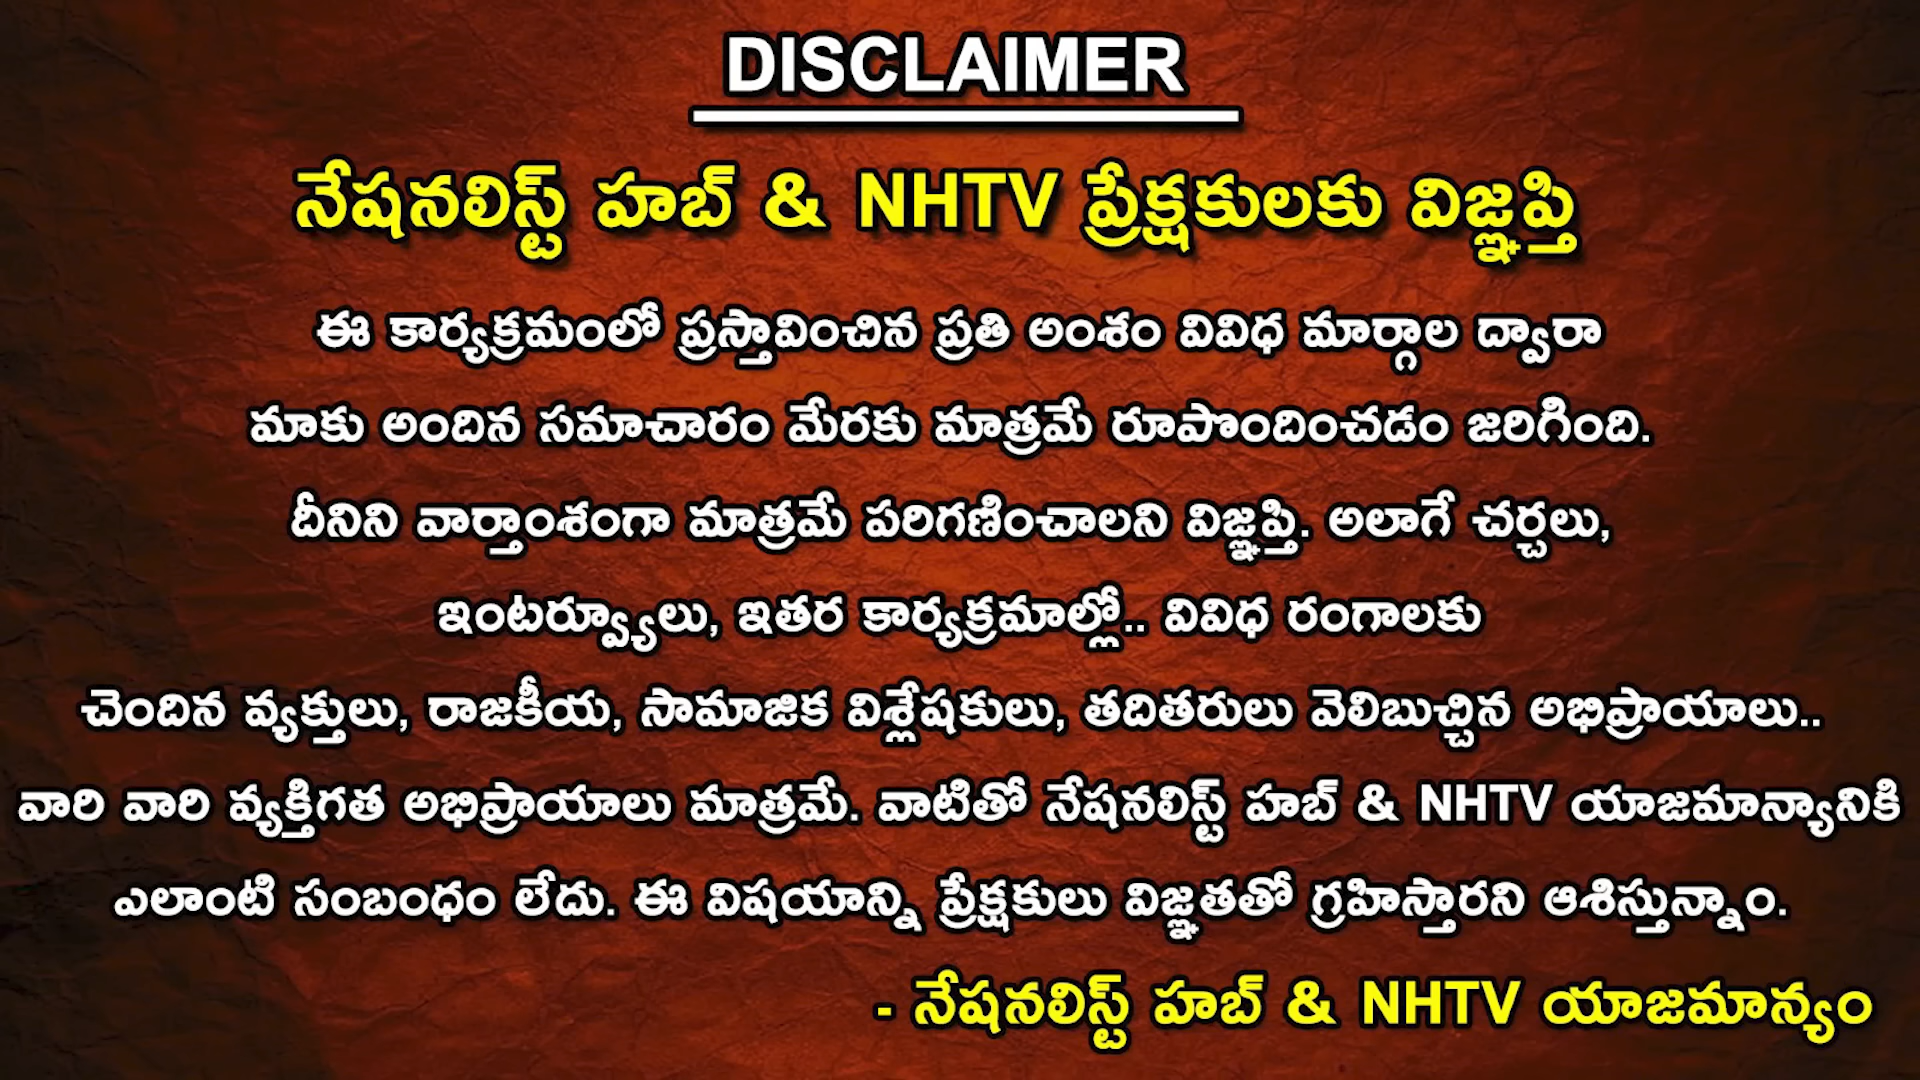 DISCLAIMER
నేషనలిస్ట్ హబ్ & NHTV ప్రేక్షకులకు విజ్ఞప్తి
ఈ కార్యక్రమంలో ప్రస్తావించిన ప్రతి అంశం వివిధ మార్గాల ద్వారా
మాకు అందిన సమాచారం మేరకు మాత్రమే రూపొందించడం జరిగింది.
దీనిని వార్తాంశంగా మాత్రమే పరిగణించాలని విజ్ఞప్తి. అలాగే చర్చలు,
ఇంటర్వ్యూలు, ఇతర కార్యక్రమాల్లో.. వివిధ రంగాలకు
చెందిన వ్యక్తులు, రాజకీయ, సామాజిక విశ్లేషకులు, తదితరులు వెలిబుచ్చిన అభిప్రాయాలు..
వారి వారి వ్యక్తిగత అభిప్రాయాలు మాత్రమే. వాటితో నేషనలిస్ట్ హబ్ & NHTV యాజమాన్యానికి
ఎలాంటి సంబంధం లేదు. ఈ విషయాన్ని ప్రేక్షకులు విజ్ఞతతో గ్రహిస్తారని ఆశిస్తున్నాం.
- నేషనలిస్ట్ హబ్ & NHTV యాజమాన్యం